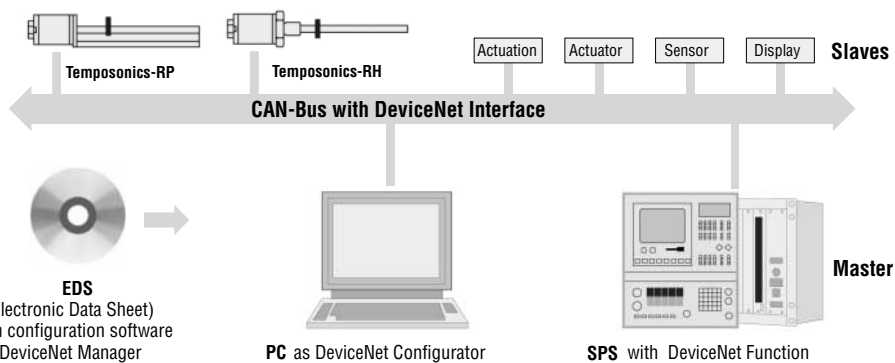 Actuation
Actuator
Sensor
Display
Slaves
Temposonics-RP
Temposonics-RH
CAN-Bus with DeviceNet Interface
EDS
lectronic Data Sheet)
configuration software
DeviceNet Manager
PC as DeviceNet Configurator
SPS with DeviceNet Function
Master